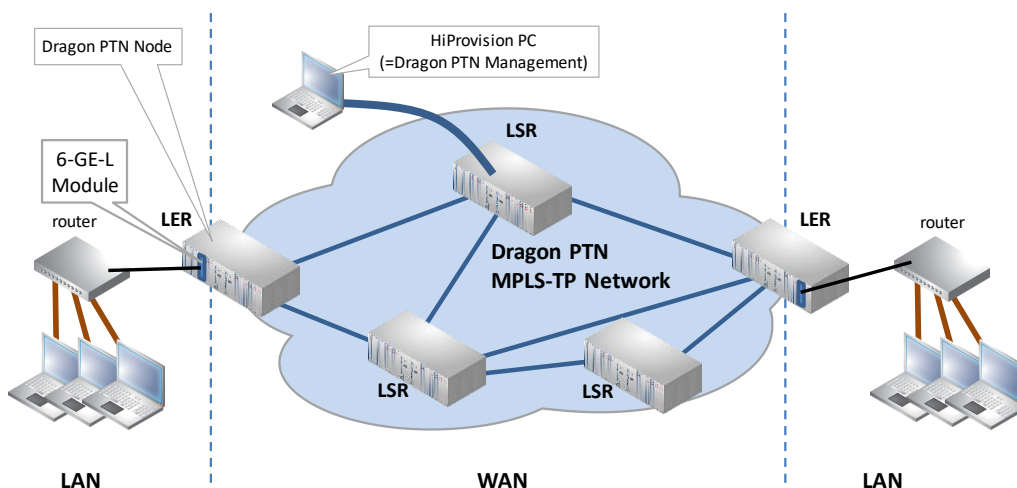 Dragon PTN Node
HiProvision PC
(=Dragon PTN Management)
LSR
6-GE-L
Module
router
LER
LER
router
Dragon PTN
MPLS-TP Network
LSR
LSR
LAN
WAN
LAN